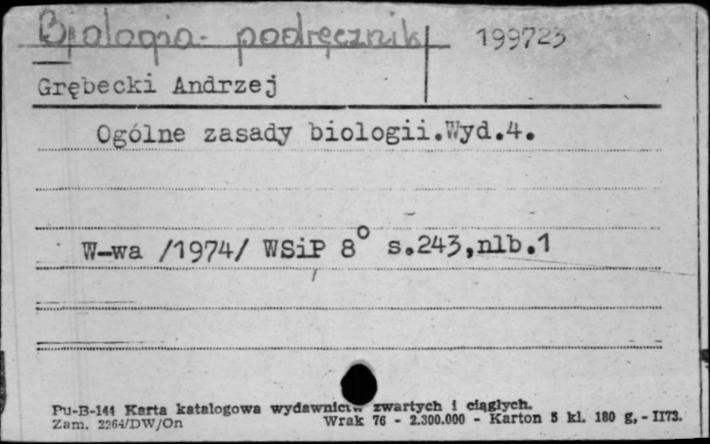 Biologia - podręcznik 199723
Grębecki Andrzej
Ogólne zasady biologii.Wyd.4.
W-wa /1974/ WSiP 8° s.243,nlb.1
Pu-B-144 Karta katalogowa wydawnictw zwartych i ciągłych.
Zam. 2264/DW/On Wrak 76 - 2.300.000 - Karton 5 kl. 180 g, - II73.